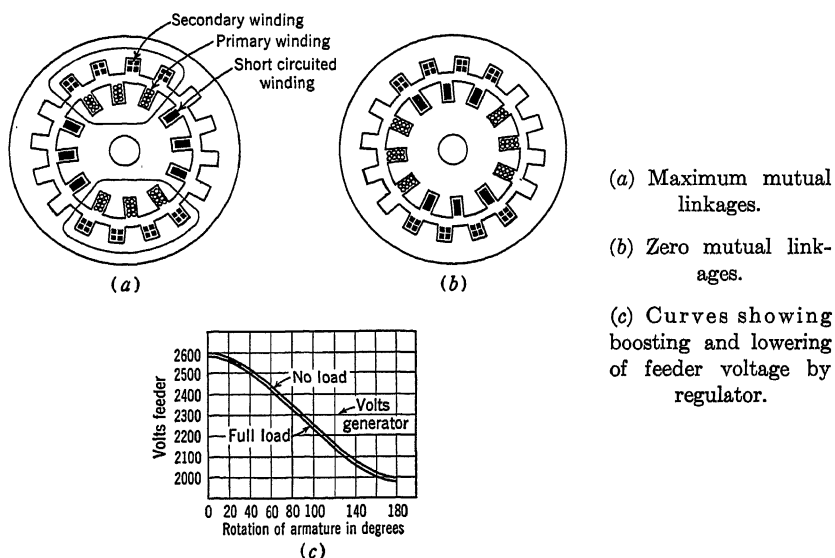 Secondary winding
Primary winding
Short circuited
winding
(a)
(b)
(a) Maximum mutual
linkages.
(b) Zero mutual link-
ages.
(c) Curves showing
boosting and lowering
of feeder voltage by
regulator.
Volts feeder
2600
2500
2400
2300
2200
2100
2000
No load
Volts
generator
Full load
0 20 40 60 80 100 140 180
Rotation of armature in degrees
(c)